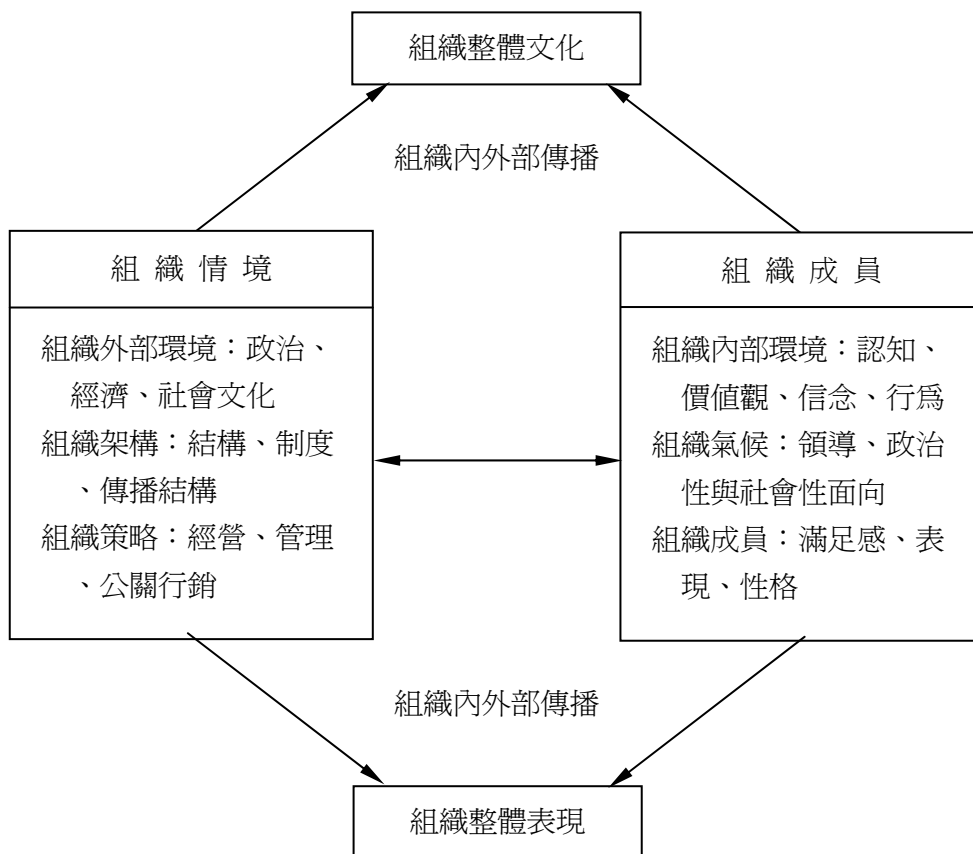 組織整體文化
組織內外部傳播
組織情境
組織外部環境：政治、
經濟、社會文化
組織架構：結構、制度
、傳播結構
組織策略：經營、管理
、公關行銷
組織成員
組織內部環境：認知、
價值觀、信念、行為
組織氣候：領導、政治
性與社會性面向
組織成員：滿足感、表
現、性格
組織內外部傳播
組織整體表現